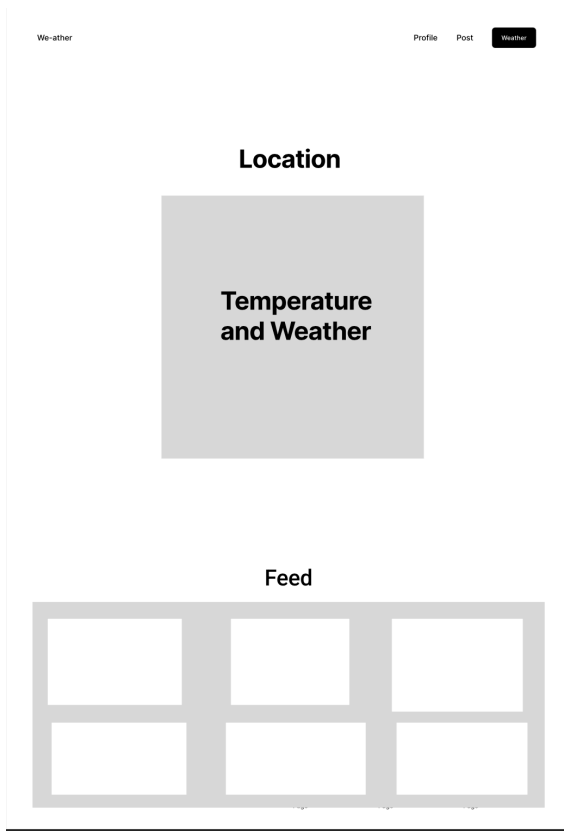 We-ather
Profile
Post
Weather
Location
Temperature
and Weather
Feed